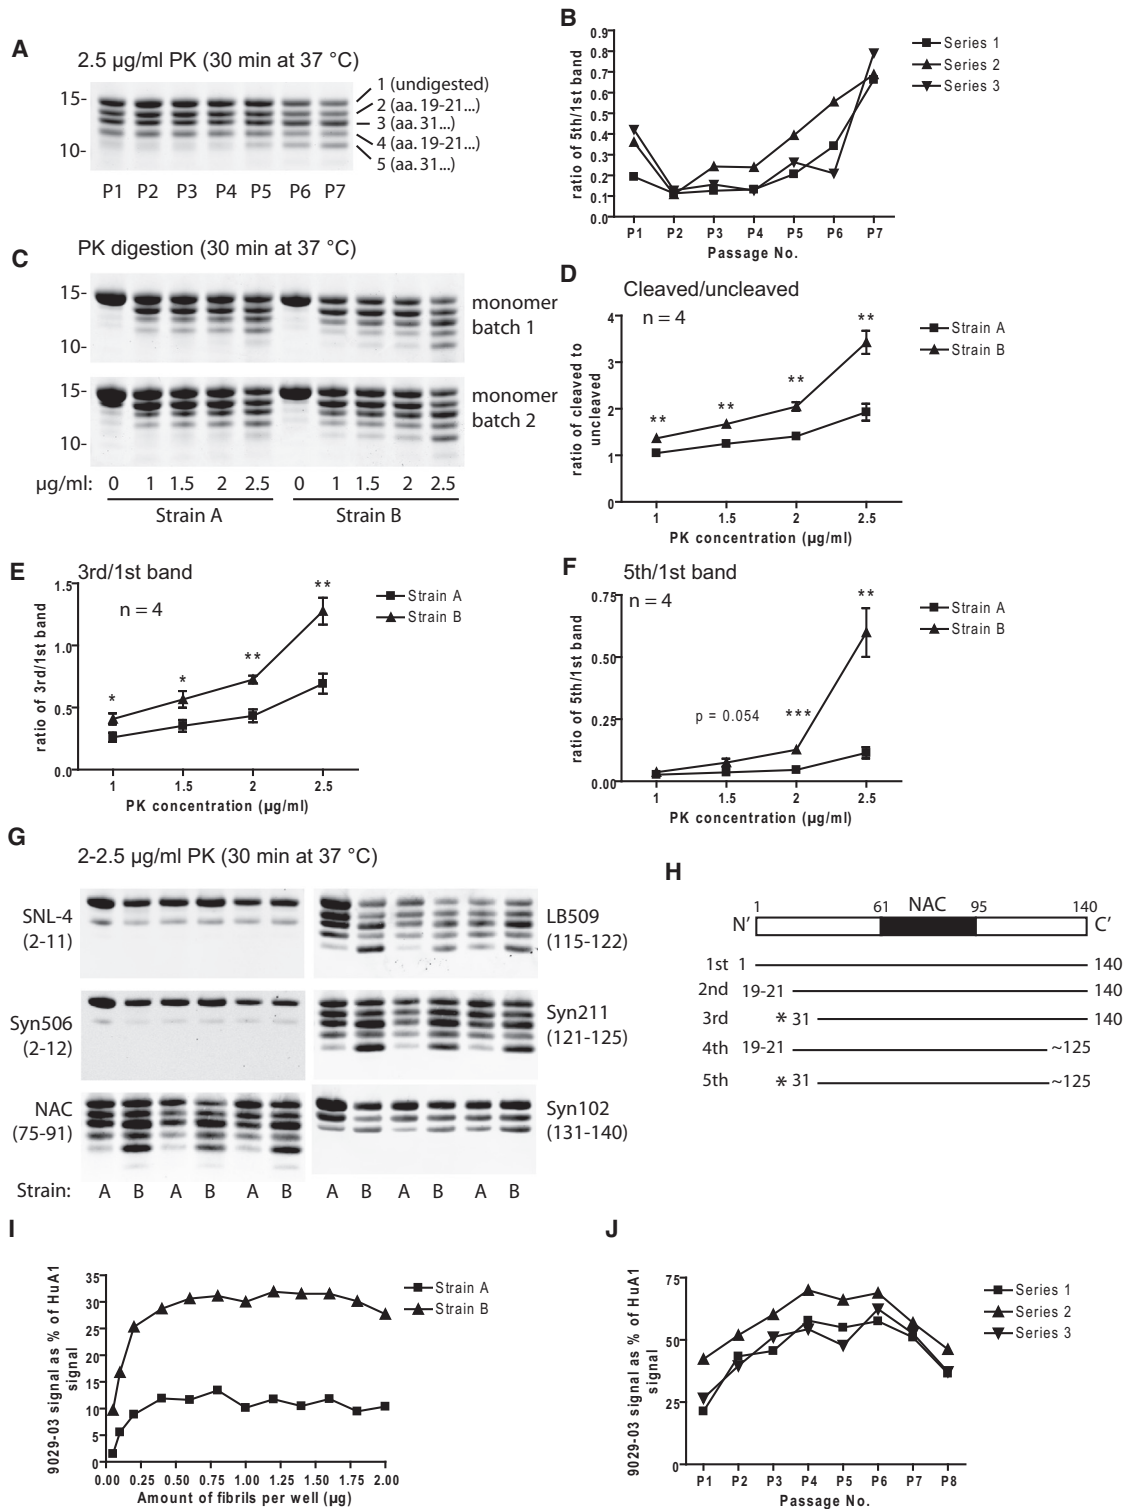 A
2.5 µg/ml PK (30 min at 37 °C)
15-
10-
1 (undigested)
2 (aa. 19-21...)
3 (aa. 31...)
4 (aa. 19-21...)
5 (aa. 31...)
P1 P2 P3 P4 P5 P6 P7
B
ratio of 5th/1st band
0.9
0.8
0.7
0.6
0.5
0.4
0.3
0.2
0.1
0.0
P1 P2 P3 P4 P5 P6 P7
Passage No.
Series 1
Series 2
Series 3
C
PK digestion (30 min at 37 °C)
15-
10-
monomer
batch 1
15-
10-
monomer
batch 2
µg/ml: 0 1 1.5 2 2.5 0 1 1.5 2 2.5
Strain A Strain B
D
Cleaved/uncleaved
n = 4
ratio of cleaved to
uncleaved
4
3
2
1
0
** ** ** **
1 1.5 2 2.5
PK concentration (µg/ml)
Strain A
Strain B
E
3rd/1st band
n = 4
ratio of 3rd/1st band
1.5
1.0
0.5
0.0
* * ** **
1 1.5 2 2.5
PK concentration (µg/ml)
Strain A
Strain B
F
5th/1st band
n = 4
ratio of 5th/1st band
0.75
0.50
0.25
0.00
p = 0.054
*** **
1 1.5 2 2.5
PK concentration (µg/ml)
Strain A
Strain B
G
2-2.5 µg/ml PK (30 min at 37 °C)
SNL-4
(2-11)
LB509
(115-122)
Syn506
(2-12)
Syn211
(121-125)
NAC
(75-91)
Syn102
(131-140)
Strain: A B A B A B A B A B A B
H
1 61 NAC 95 140
N' C'
1st 1 140
2nd 19-21 140
3rd * 31 140
4th 19-21 ~125
5th * 31 ~125
I
9029-03 signal as % of HuA1
signal
35
30
25
20
15
10
5
0
0.00 0.25 0.50 0.75 1.00 1.25 1.50 1.75 2.00
Amount of fibrils per well (µg)
Strain A
Strain B
J
9029-03 signal as % of HuA1
signal
75
50
25
0
P1 P2 P3 P4 P5 P6 P7 P8
Passage No.
Series 1
Series 2
Series 3